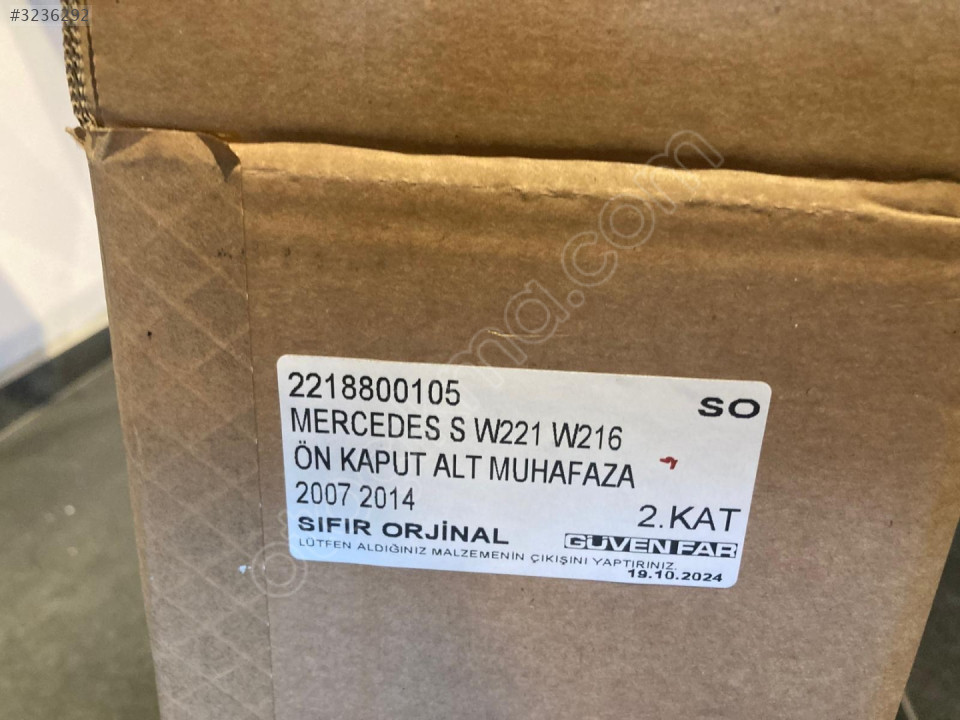 #3236292
2218800105
SO
MERCEDES S W221 W216
ÖN KAPUT ALT MUHAFAZA
2007 2014
2.KAT
SIFIR ORJİNAL
GÜVEN FAR
LÜTFEN ALDIĞINIZ MALZEMENİN ÇIKIŞINI YAPTIRINIZ.
19.10.2024